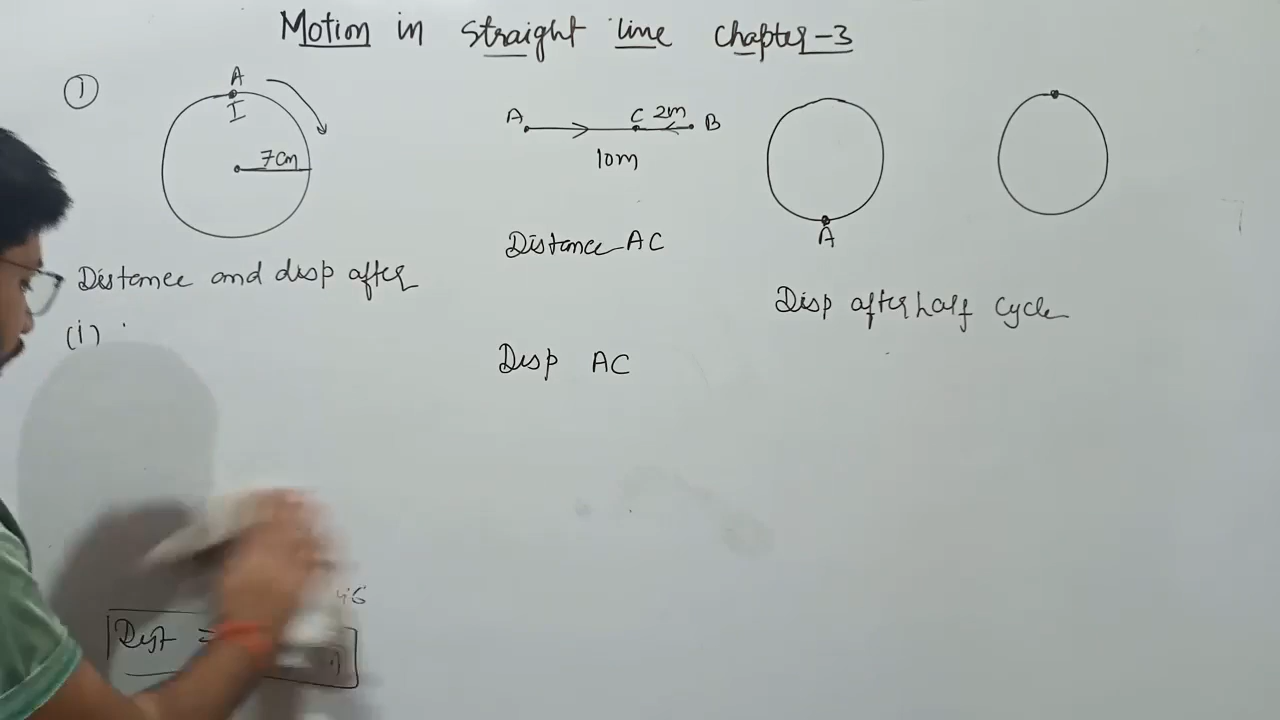 Motion in straight line chapter-3
①
A
I
7cm
Distance and disp after
(i)
Dist =
A C 2m B
10m
Distance AC
Disp AC
A
Disp after half cycle